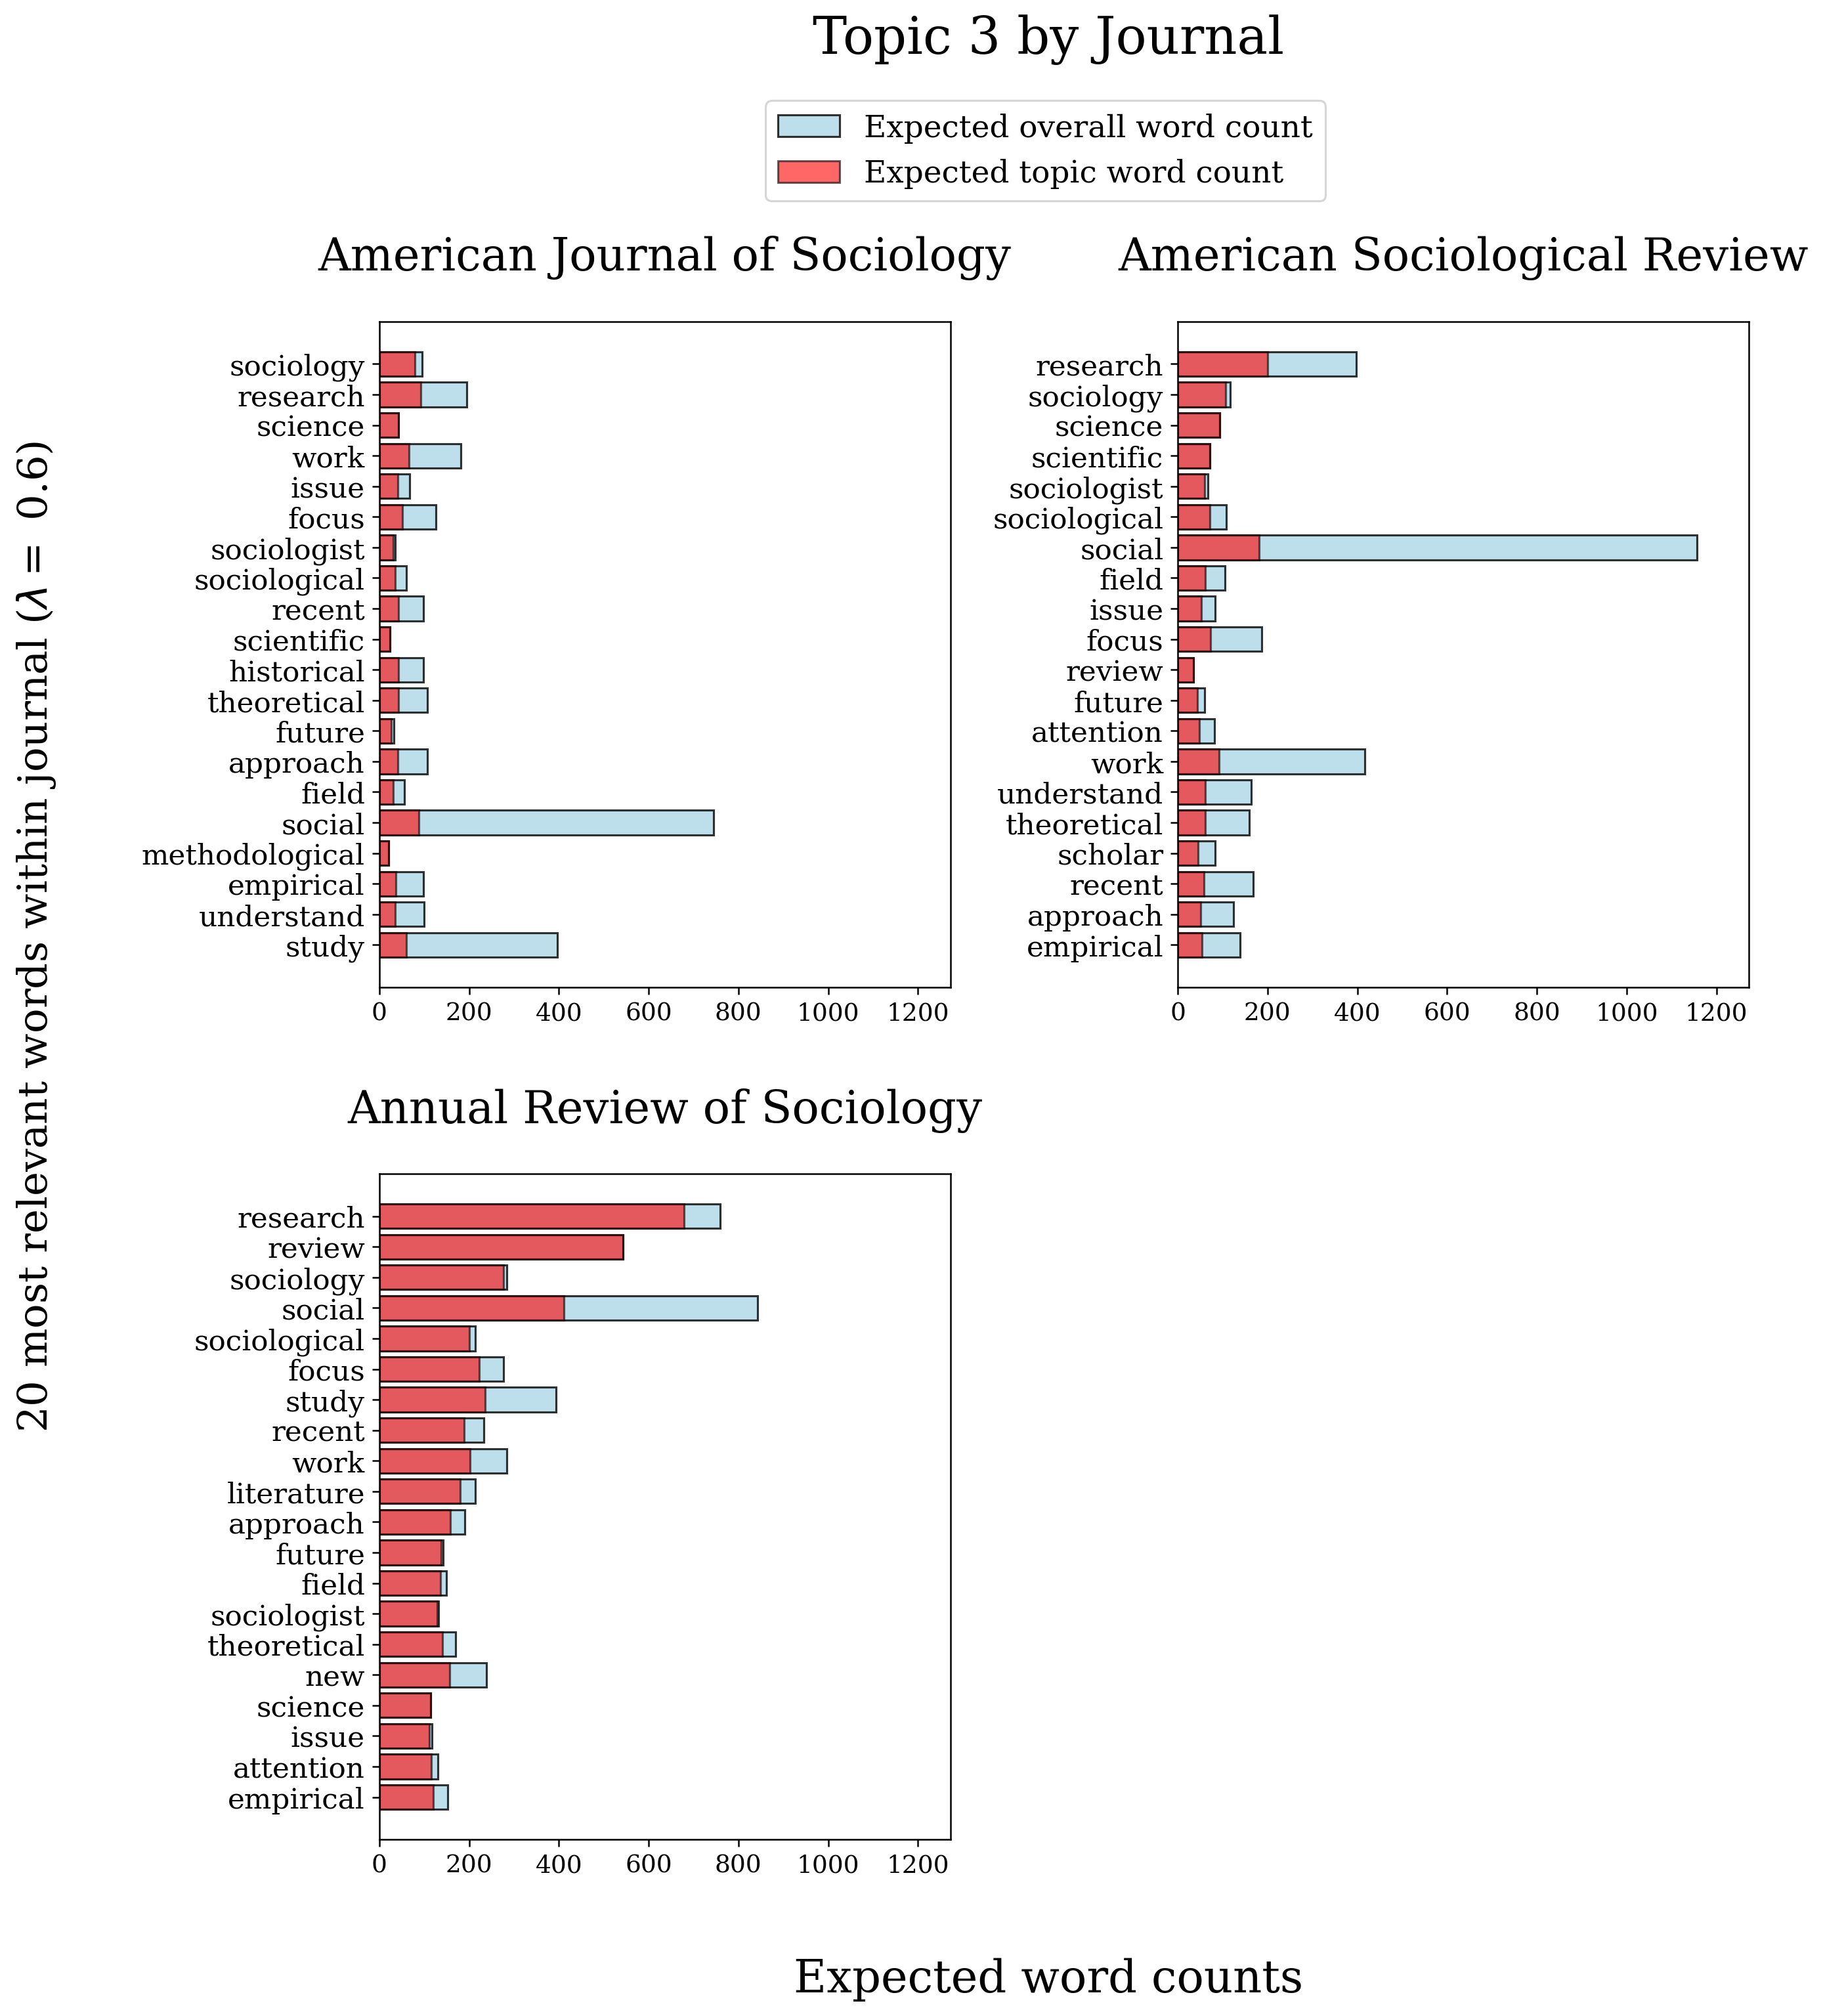 Topic 3 by Journal
Expected overall word count
Expected topic word count
20 most relevant words within journal (λ = 0.6)
American Journal of Sociology
sociology
research
science
work
issue
focus
sociologist
sociological
recent
scientific
historical
theoretical
future
approach
field
social
methodological
empirical
understand
study
0 200 400 600 800 1000 1200
American Sociological Review
research
sociology
science
scientific
sociologist
sociological
social
field
issue
focus
review
future
attention
work
understand
theoretical
scholar
recent
approach
empirical
0 200 400 600 800 1000 1200
Annual Review of Sociology
research
review
sociology
social
sociological
focus
study
recent
work
literature
approach
future
field
sociologist
theoretical
new
science
issue
attention
empirical
0 200 400 600 800 1000 1200
Expected word counts